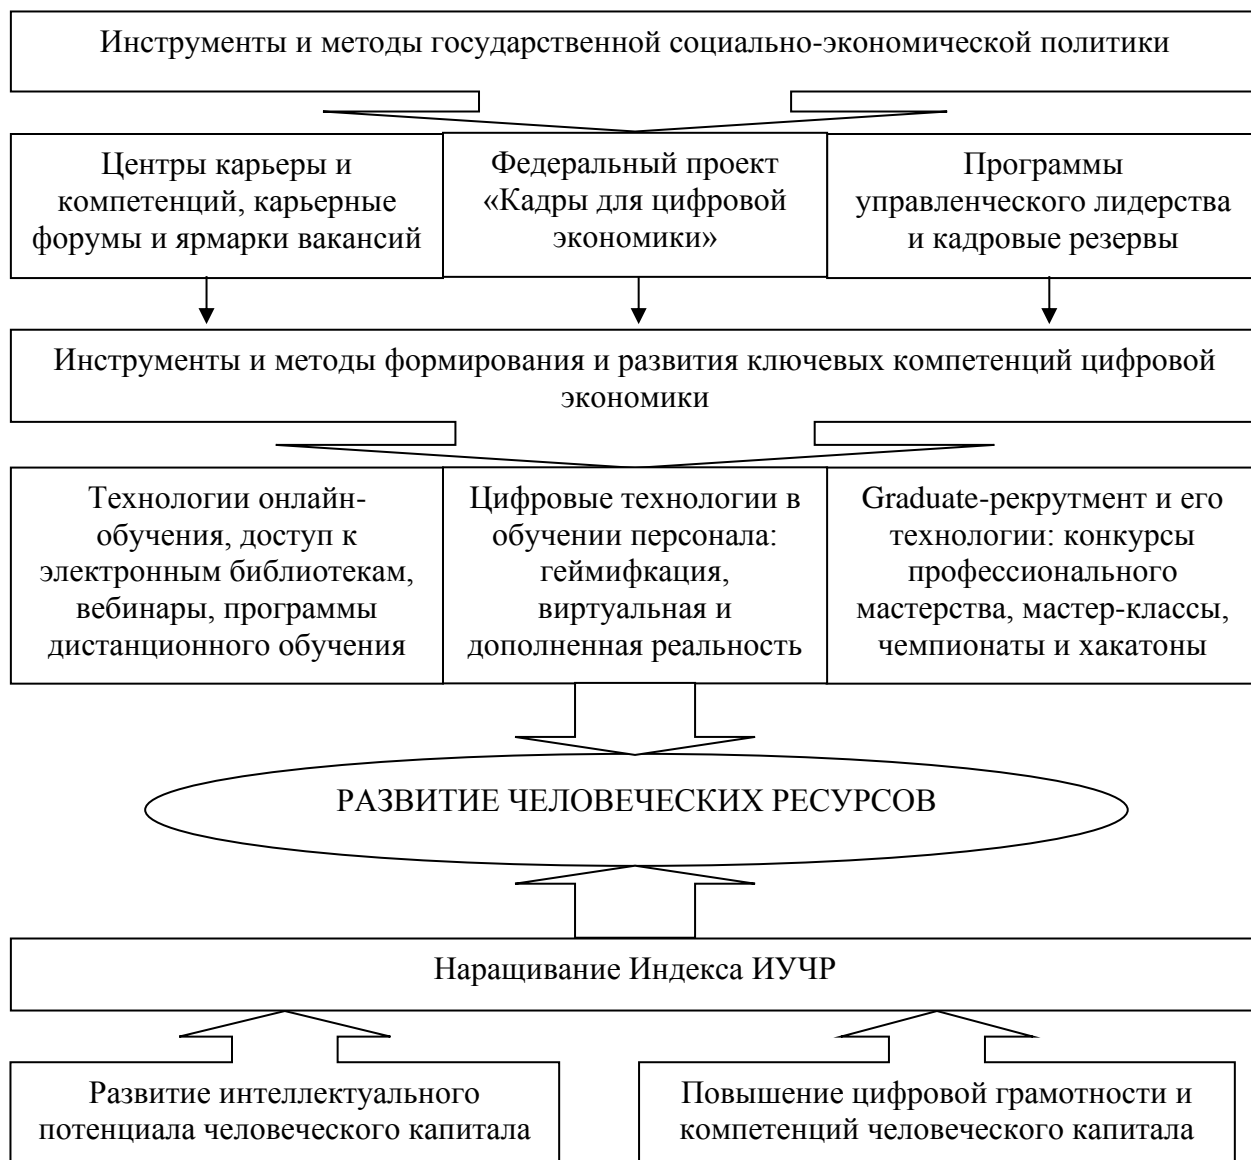 Инструменты и методы государственной социально-экономической политики
Центры карьеры и
компетенций, карьерные
форумы и ярмарки вакансий
Федеральный проект
«Кадры для цифровой
экономики»
Программы
управленческого лидерства
и кадровые резервы
Инструменты и методы формирования и развития ключевых компетенций цифровой
экономики
Технологии онлайн-
обучения, доступ к
электронным библиотекам,
вебинары, программы
дистанционного обучения
Цифровые технологии в
обучении персонала:
геймифкация,
виртуальная и
дополненная реальность
Graduate-рекрутмент и его
технологии: конкурсы
профессионального
мастерства, мастер-классы,
чемпионаты и хакатоны
РАЗВИТИЕ ЧЕЛОВЕЧЕСКИХ РЕСУРСОВ
Наращивание Индекса ИУЧР
Развитие интеллектуального
потенциала человеческого капитала
Повышение цифровой грамотности и
компетенций человеческого капитала